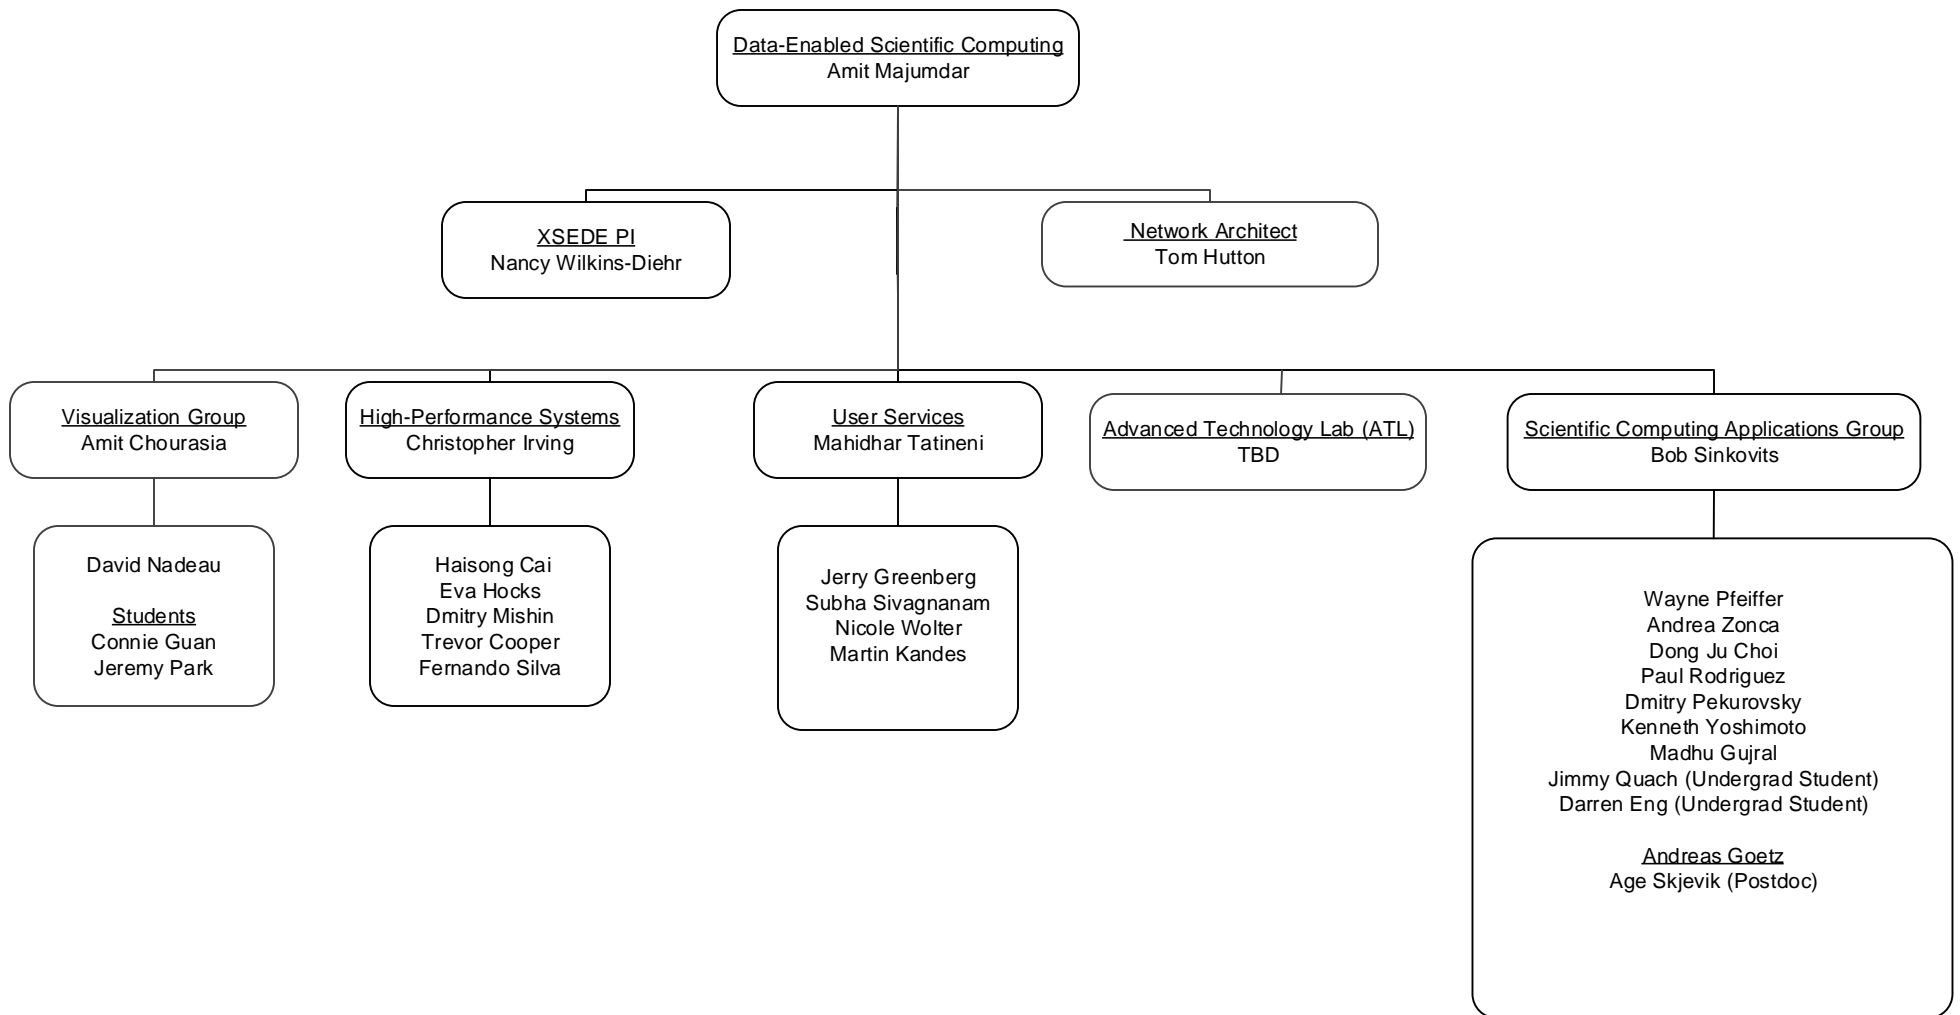 Data-Enabled Scientific Computing
Amit Majumdar
XSEDE PI
Nancy Wilkins-Diehr
Network Architect
Tom Hutton
Visualization Group
Amit Chourasia
High-Performance Systems
Christopher Irving
User Services
Mahidhar Tatineni
Advanced Technology Lab (ATL)
TBD
Scientific Computing Applications Group
Bob Sinkovits
David Nadeau
Students
Connie Guan
Jeremy Park
Haisong Cai
Eva Hocks
Dmitry Mishin
Trevor Cooper
Fernando Silva
Jerry Greenberg
Subha Sivagnanam
Nicole Wolter
Martin Kandes
Wayne Pfeiffer
Andrea Zonca
Dong Ju Choi
Paul Rodriguez
Dmitry Pekurovsky
Kenneth Yoshimoto
Madhu Gujral
Jimmy Quach (Undergrad Student)
Darren Eng (Undergrad Student)
Andreas Goetz
Age Skjevik (Postdoc)